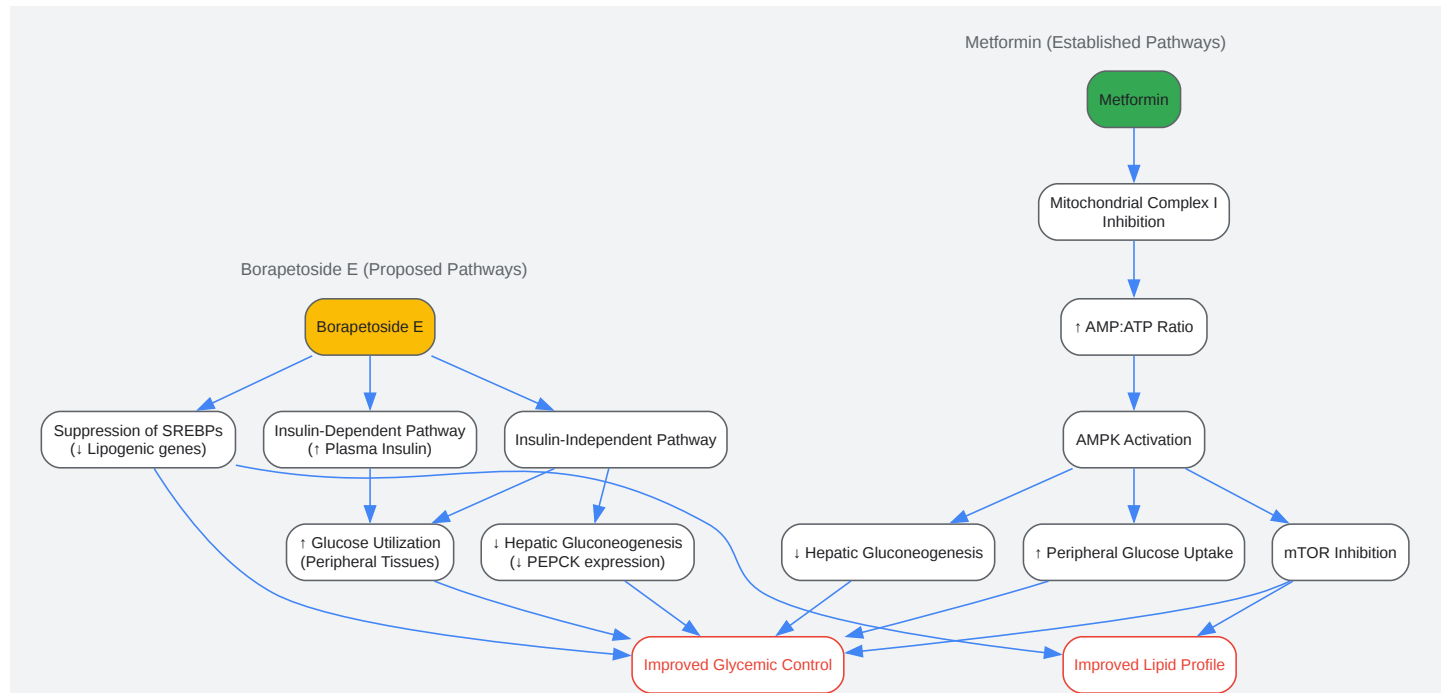 Metformin (Established Pathways)
Metformin
Mitochondrial Complex I
Inhibition
Borapetoside E (Proposed Pathways)
Borapetoside E
↑ AMP:ATP Ratio
Suppression of SREBPs
(↓ Lipogenic genes)
Insulin-Dependent Pathway
(↑ Plasma Insulin)
Insulin-Independent Pathway
AMPK Activation
↑ Glucose Utilization
(Peripheral Tissues)
↓ Hepatic Gluconeogenesis
(↓ PEPCK expression)
↓ Hepatic Gluconeogenesis
↑ Peripheral Glucose Uptake
mTOR Inhibition
Improved Glycemic Control
Improved Lipid Profile